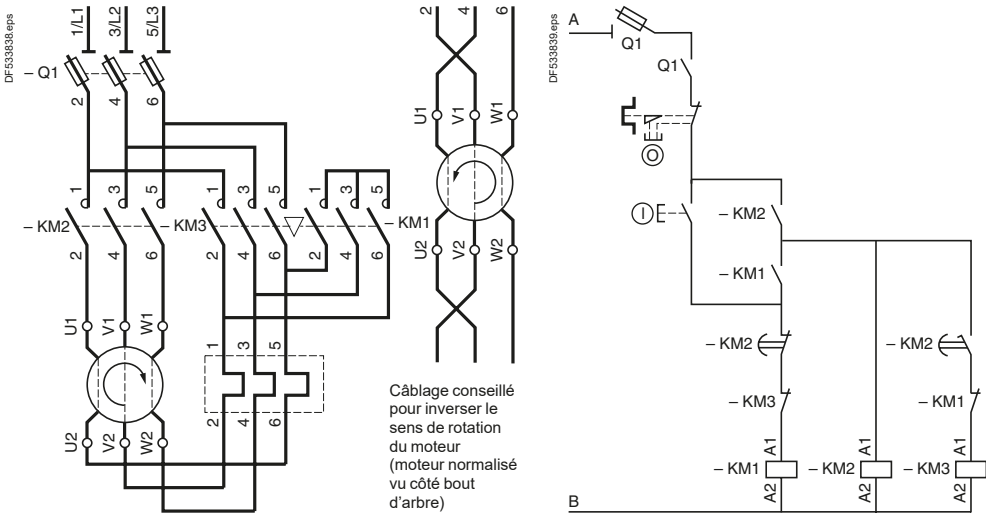 DF533838.eps
1/L1
3/L2
5/L3
– Q1
2
4
6
1
3
5
1
3
5
1
3
5
– KM2
– KM3
– KM1
2
4
6
2
4
6
2
4
6
U1
V1
W1
1
3
5
2
4
6
U2
V2
W2
2
4
6
U1
V1
W1
U2
V2
W2
Câblage conseillé
pour inverser le
sens de rotation
du moteur
(moteur normalisé
vu côté bout
d'arbre)
DF533839.eps
A
Q1
Q1
O
I
– KM2
– KM1
– KM2
– KM2
– KM3
– KM1
A1
A1
A1
– KM1
– KM2
– KM3
A2
A2
A2
B